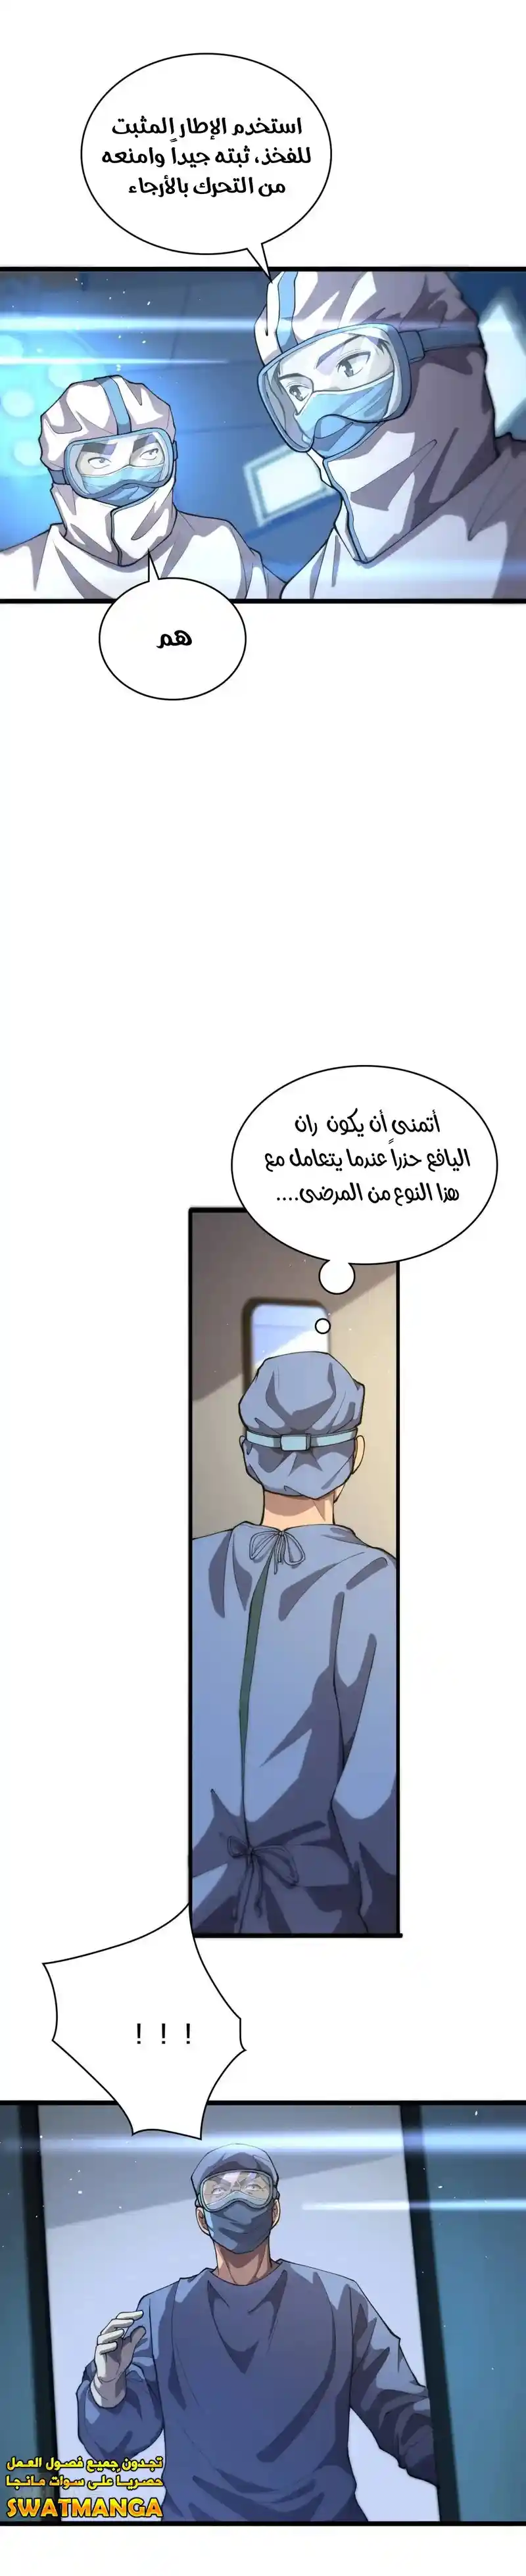 استخدم الإطار المثبت
للفخذ، ثبته جيداً وامنعه
من التحرك بالأرجاء
هم
أتمنى أن يكون ران
اليافع حذراً عندما يتعامل مع
هذا النوع من المرضى....
! ! !
تجدون جميع فصول العمل
حصرياً على سوات مانجا
SWATMANGA